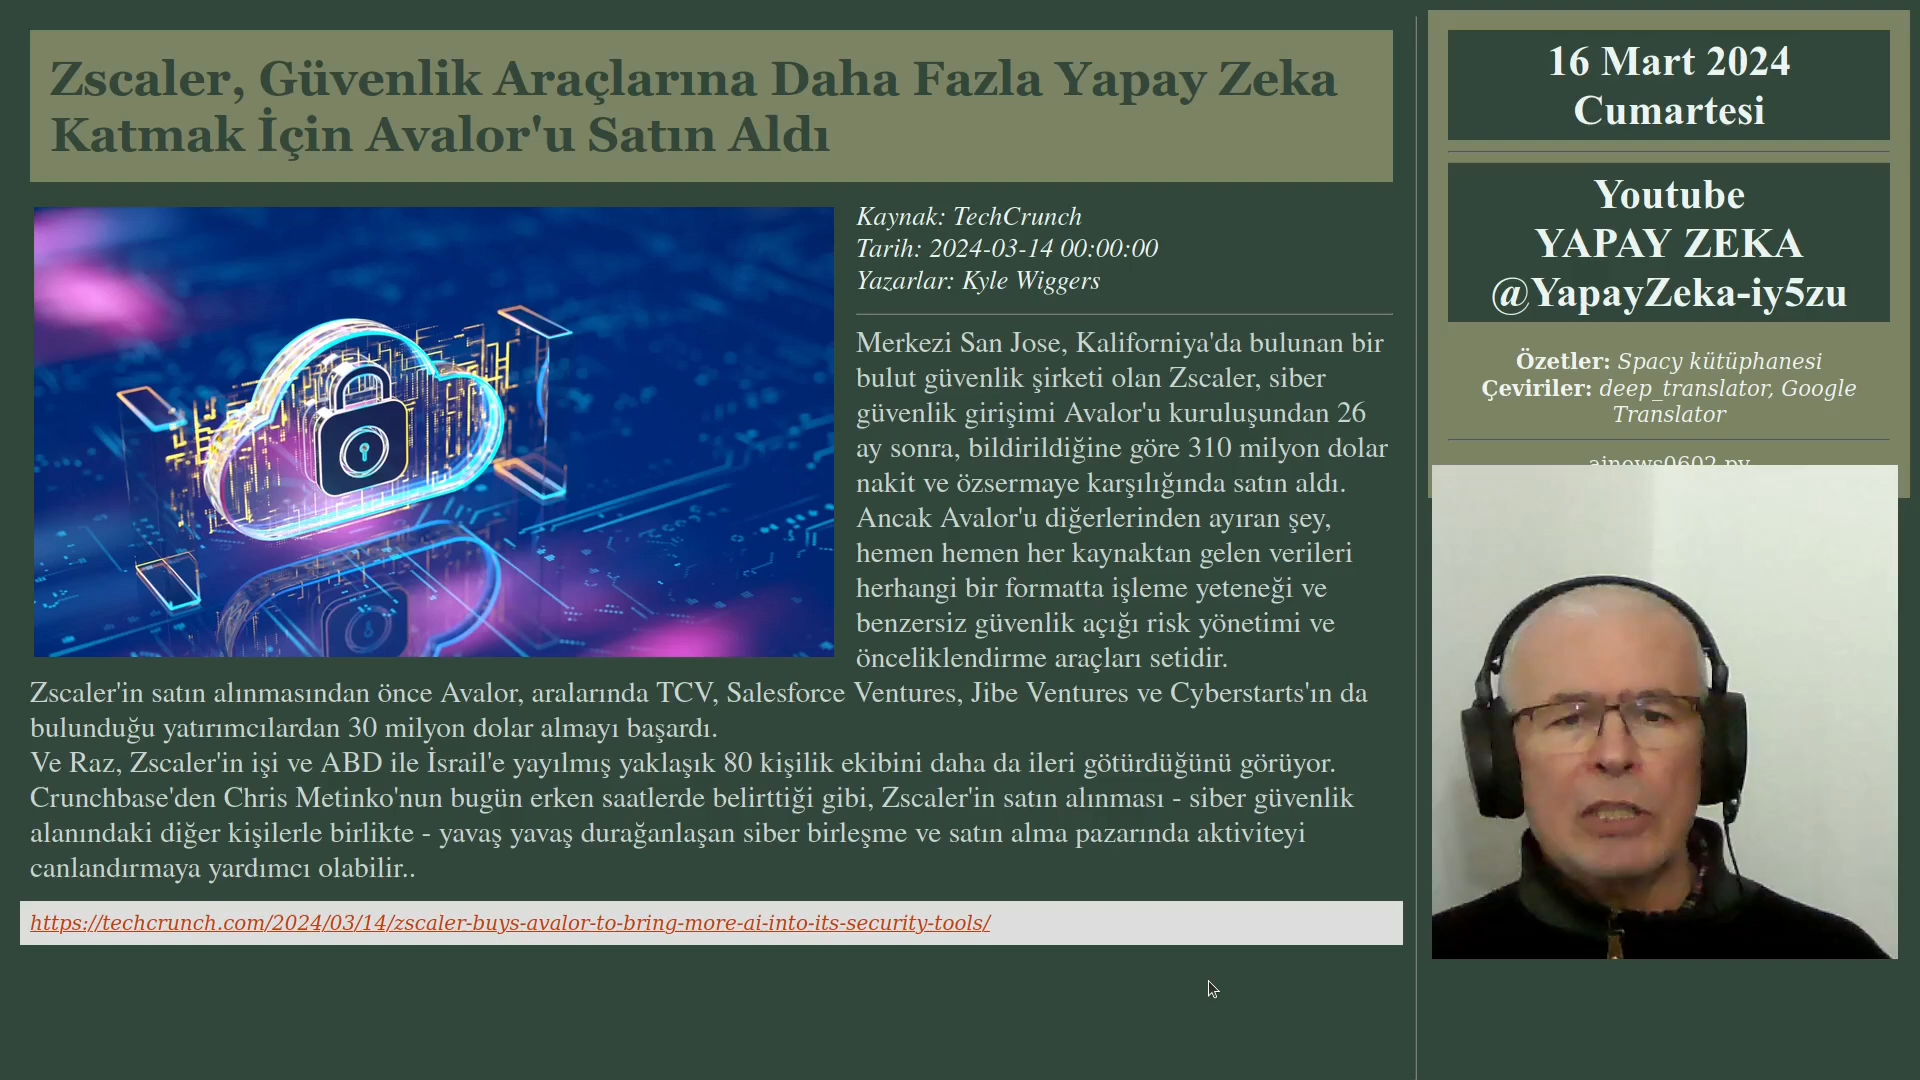 Zscaler, Güvenlik Araçlarına Daha Fazla Yapay Zeka
Katmak İçin Avalor'u Satın Aldı
Kaynak: TechCrunch
Tarih: 2024-03-14 00:00:00
Yazarlar: Kyle Wiggers
Merkezi San Jose, Kaliforniya'da bulunan bir
bulut güvenlik şirketi olan Zscaler, siber
güvenlik girişimi Avalor'u kuruluşundan 26
ay sonra, bildirildiğine göre 310 milyon dolar
nakit ve özsermaye karşılığında satın aldı.
Ancak Avalor'u diğerlerinden ayıran şey,
hemen hemen her kaynaktan gelen verileri
herhangi bir formatta işleme yeteneği ve
benzersiz güvenlik açığı risk yönetimi ve
önceliklendirme araçları setidir.
Zscaler'in satın alınmasından önce Avalor, aralarında TCV, Salesforce Ventures, Jibe Ventures ve Cyberstarts'ın da
bulunduğu yatırımcılardan 30 milyon dolar almayı başardı.
Ve Raz, Zscaler'in işi ve ABD ile İsrail'e yayılmış yaklaşık 80 kişilik ekibini daha da ileri götürdüğünü görüyor.
Crunchbase'den Chris Metinko'nun bugün erken saatlerde belirttiği gibi, Zscaler'in satın alınması - siber güvenlik
alanındaki diğer kişilerle birlikte - yavaş yavaş durağanlaşan siber birleşme ve satın alma pazarında aktiviteyi
canlandırmaya yardımcı olabilir..
https://techcrunch.com/2024/03/14/zscaler-buys-avalor-to-bring-more-ai-into-its-security-tools/
16 Mart 2024
Cumartesi
Youtube
YAPAY ZEKA
@YapayZeka-iy5zu
Özetler: Spacy kütüphanesi
Çeviriler: deep_translator, Google
Translator
ainews0602.py